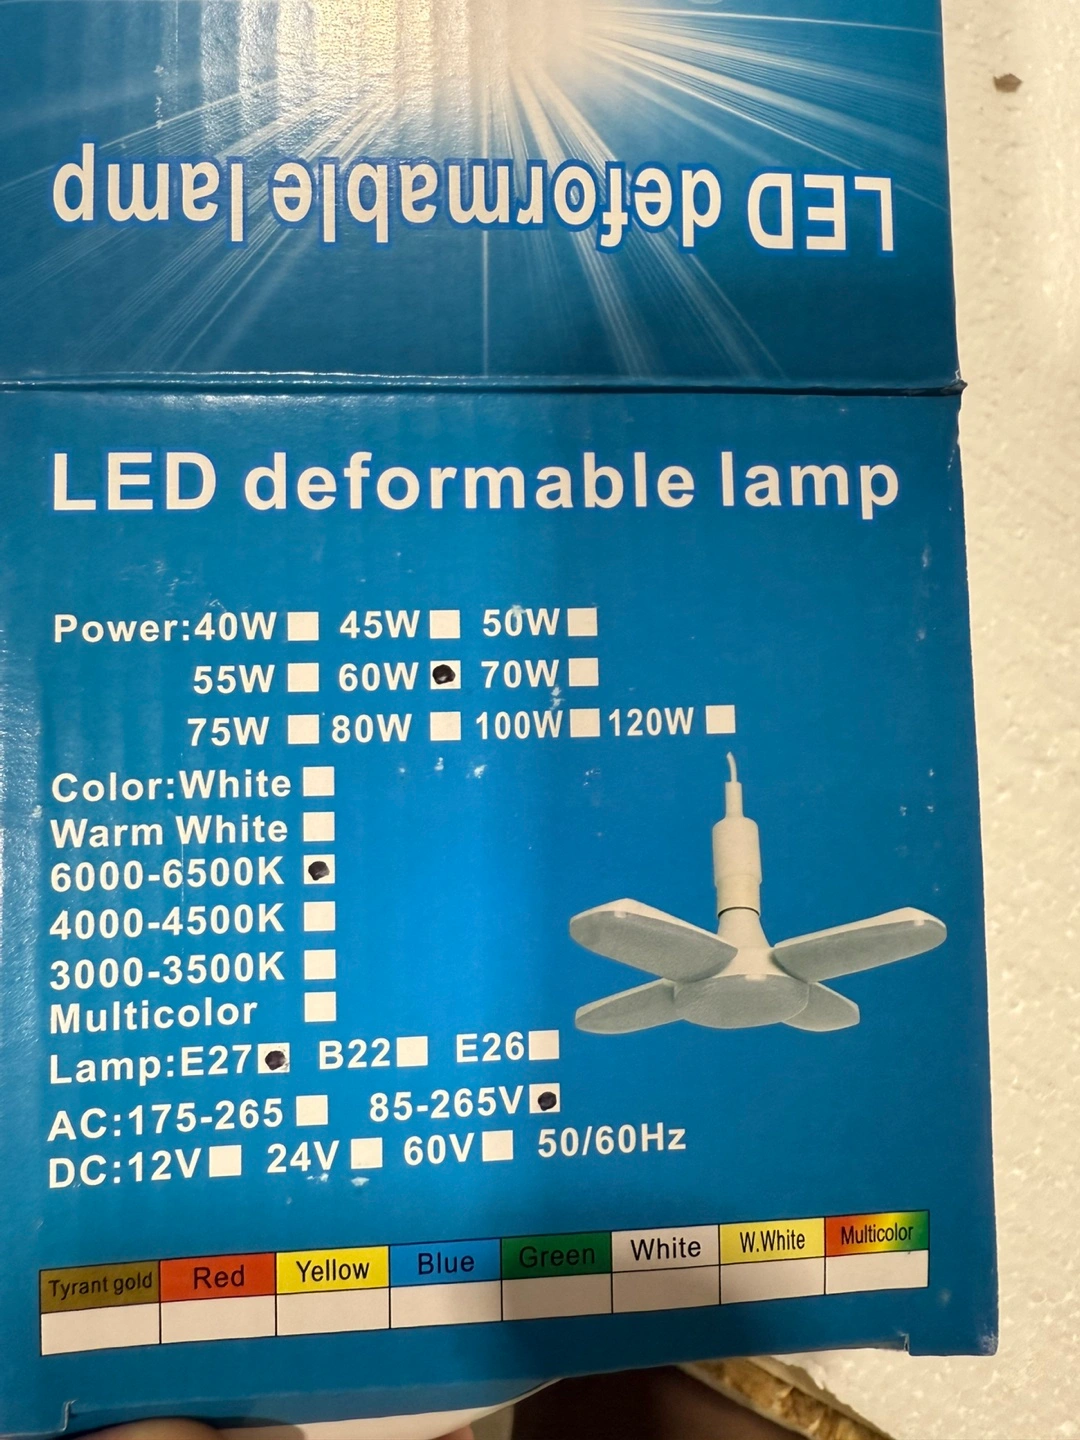 LED deformable lamp
LED deformable lamp
Power:40W 45W 50W
55W 60W 70W
75W 80W 100W 120W
Color:White
Warm White
6000-6500K
4000-4500K
3000-3500K
Multicolor
Lamp:E27 B22 E26
AC:175-265 85-265V
DC:12V 24V 60V 50/60Hz
Tyrant gold Red Yellow Blue Green White W.White Multicolor